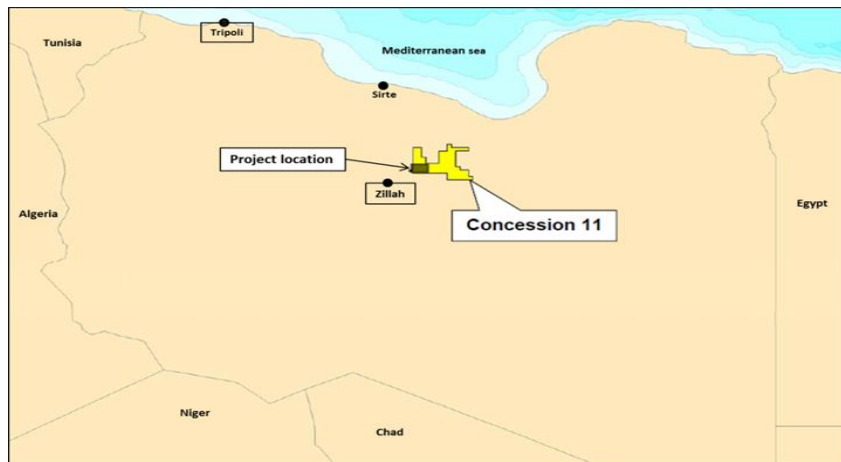 Tunisia
Tripoli
Mediterranean sea
Sirte
Project location
Zillah
Concession 11
Algeria
Egypt
Niger
Chad